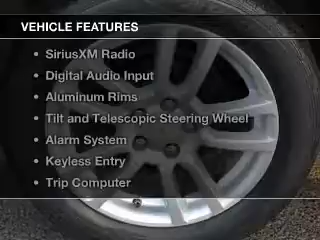 VEHICLE FEATURES
• SiriusXM Radio
• Digital Audio Input
• Aluminum Rims
• Tilt and Telescopic Steering Wheel
• Alarm System
• Keyless Entry
• Trip Computer